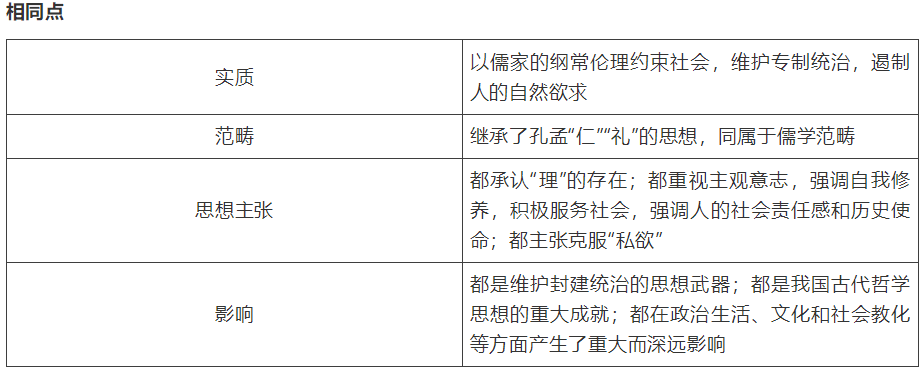 相同点
实质
以儒家的纲常伦理约束社会，维护专制统治，遏制
人的自然欲求
范畴
继承了孔孟“仁”“礼”的思想，同属于儒学范畴
思想主张
都承认“理”的存在；都重视主观意志，强调自我修
养，积极服务社会，强调人的社会责任感和历史使
命；都主张克服“私欲”
影响
都是维护封建统治的思想武器；都是我国古代哲学
思想的重大成就；都在政治生活、文化和社会教化
等方面产生了重大而深远影响